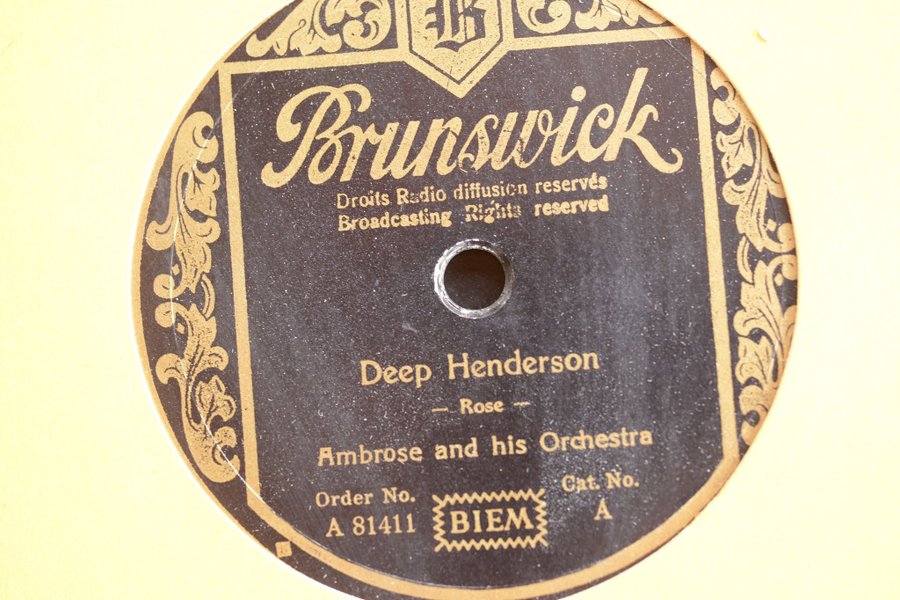 B
Brunswick
Droits Radio diffusion reservés
Broadcasting Rights reserved
Deep Henderson
— Rose —
Ambrose and his Orchestra
Order No.
A 81411
BIEM
Cat. No.
A